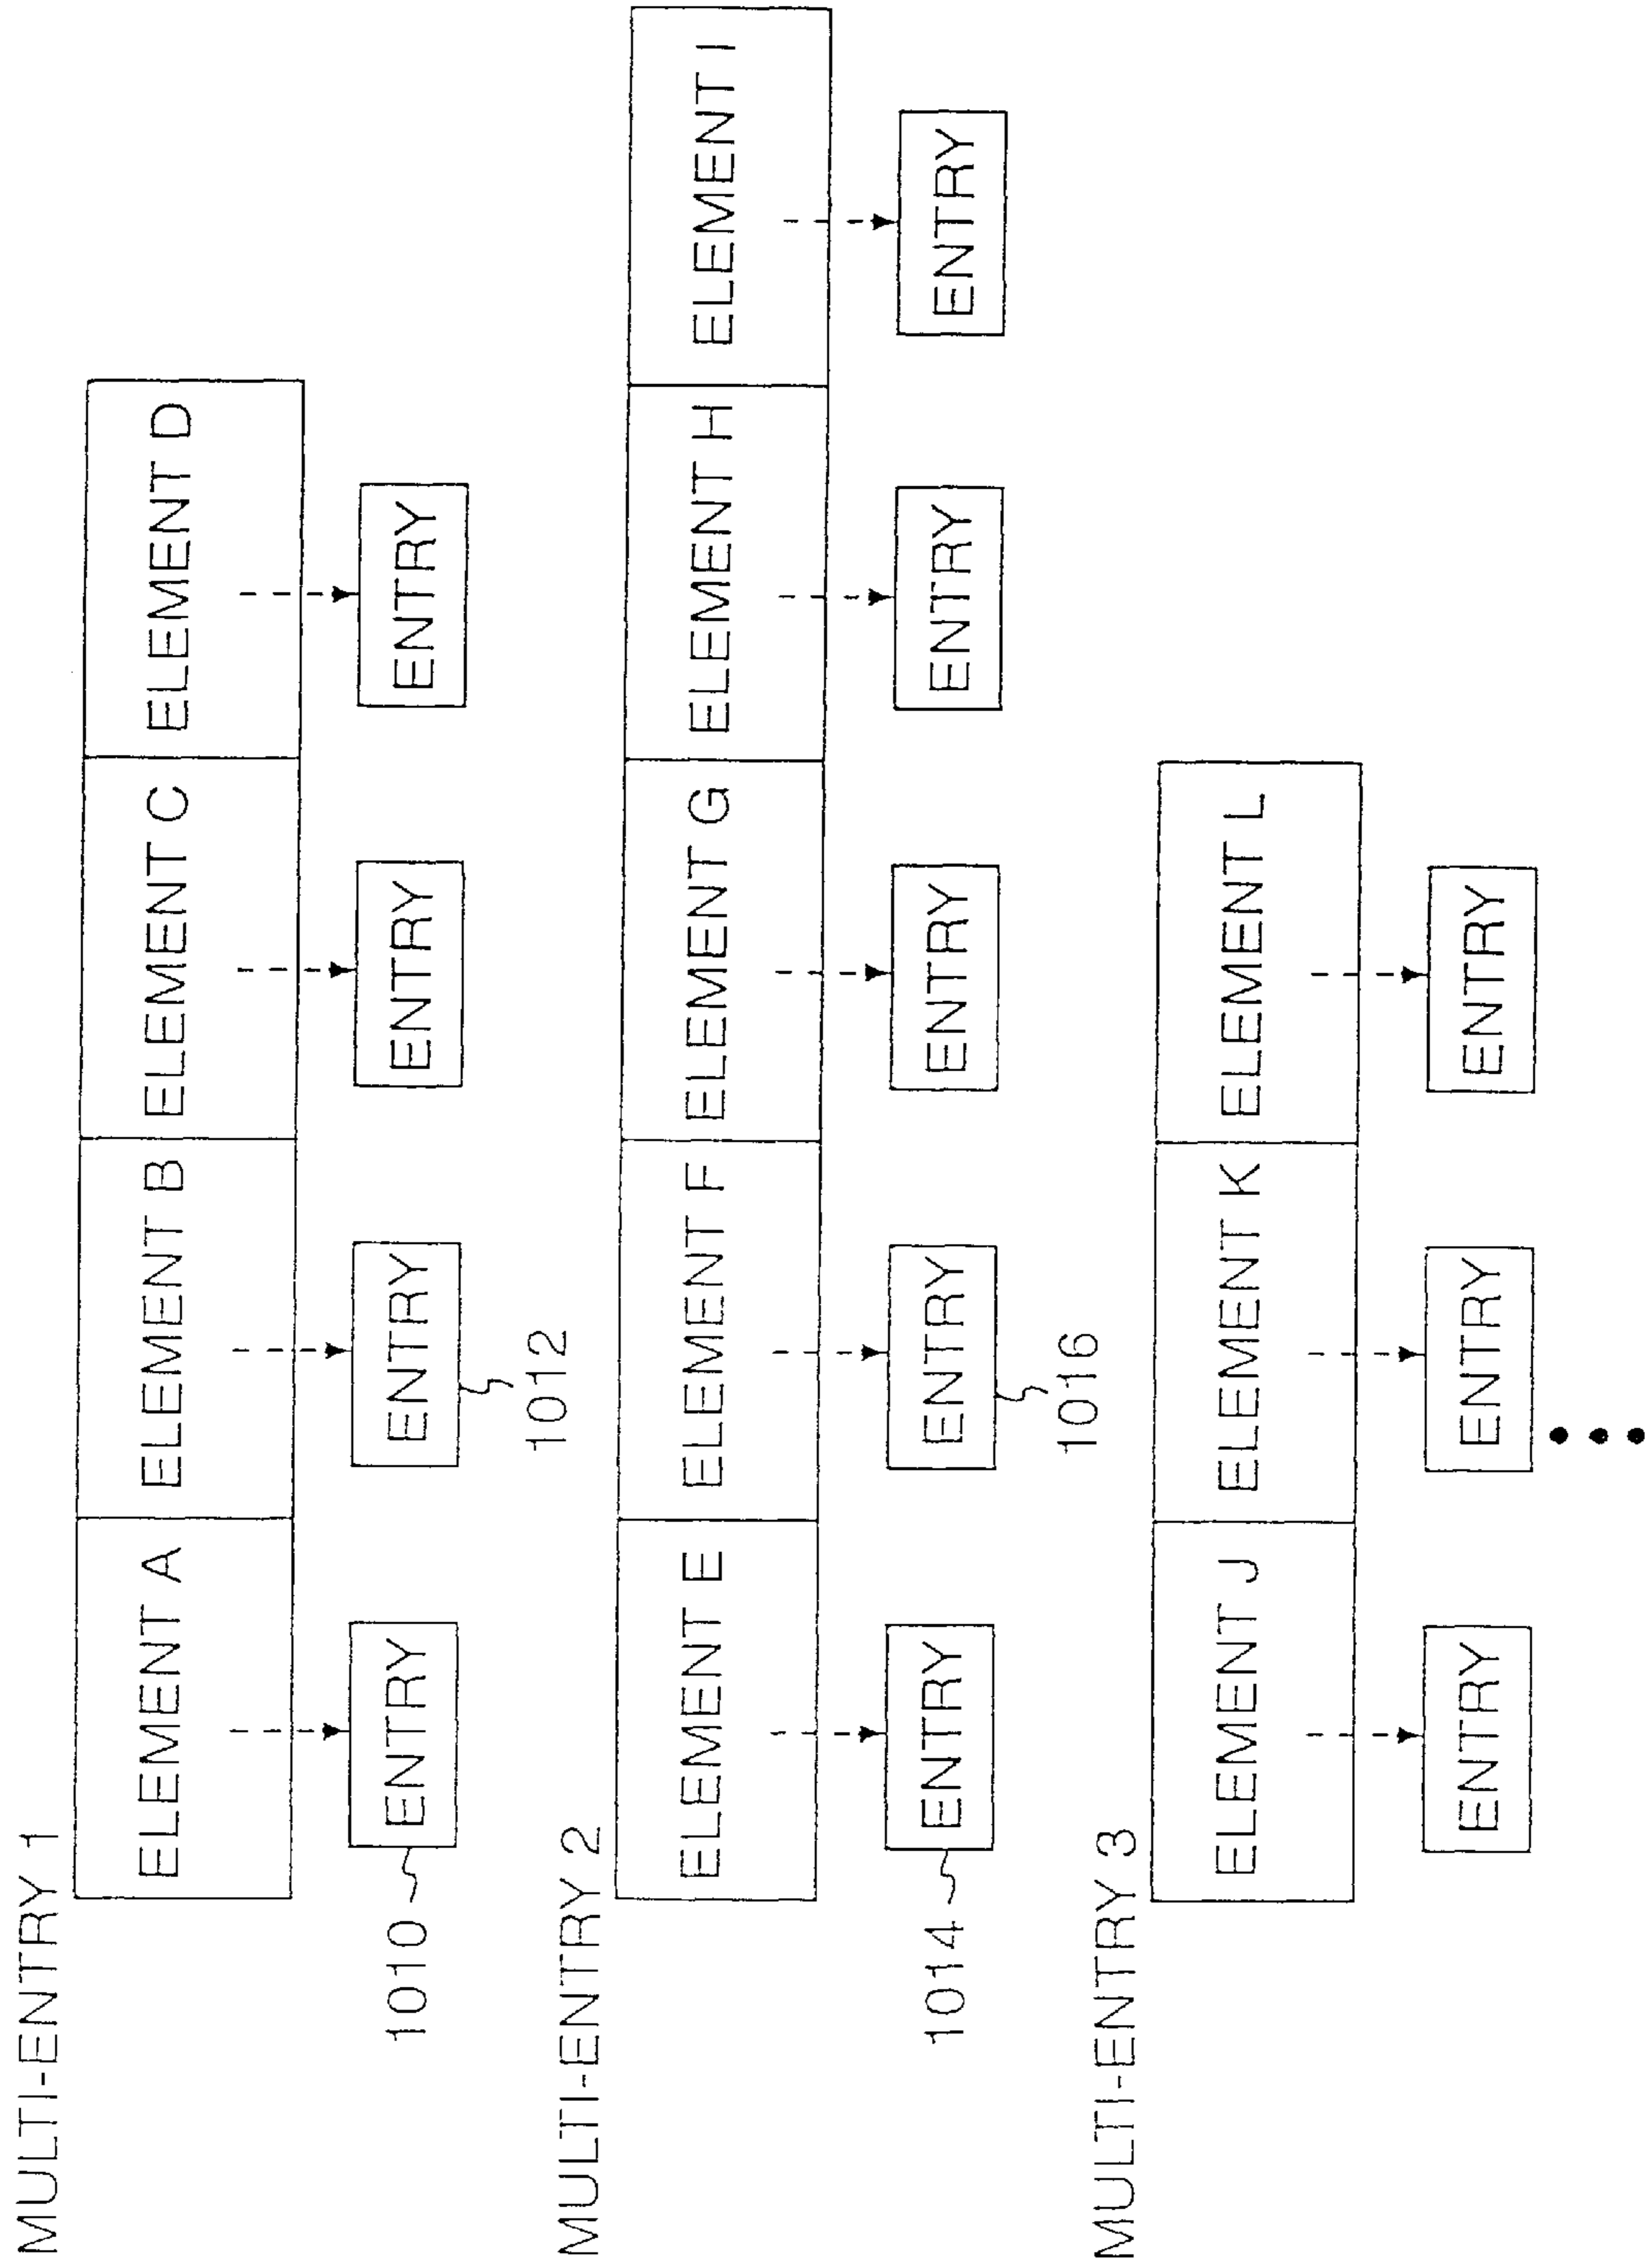 MULTI-ENTRY 1
ELEMENT A ELEMENT B ELEMENT C ELEMENT D
ENTRY ENTRY ENTRY ENTRY
1010
1012
MULTI-ENTRY 2
ELEMENT E ELEMENT F ELEMENT G ELEMENT H ELEMENT I
ENTRY ENTRY ENTRY ENTRY ENTRY
1014
1016
MULTI-ENTRY 3
ELEMENT J ELEMENT K ELEMENT L
ENTRY ENTRY ENTRY